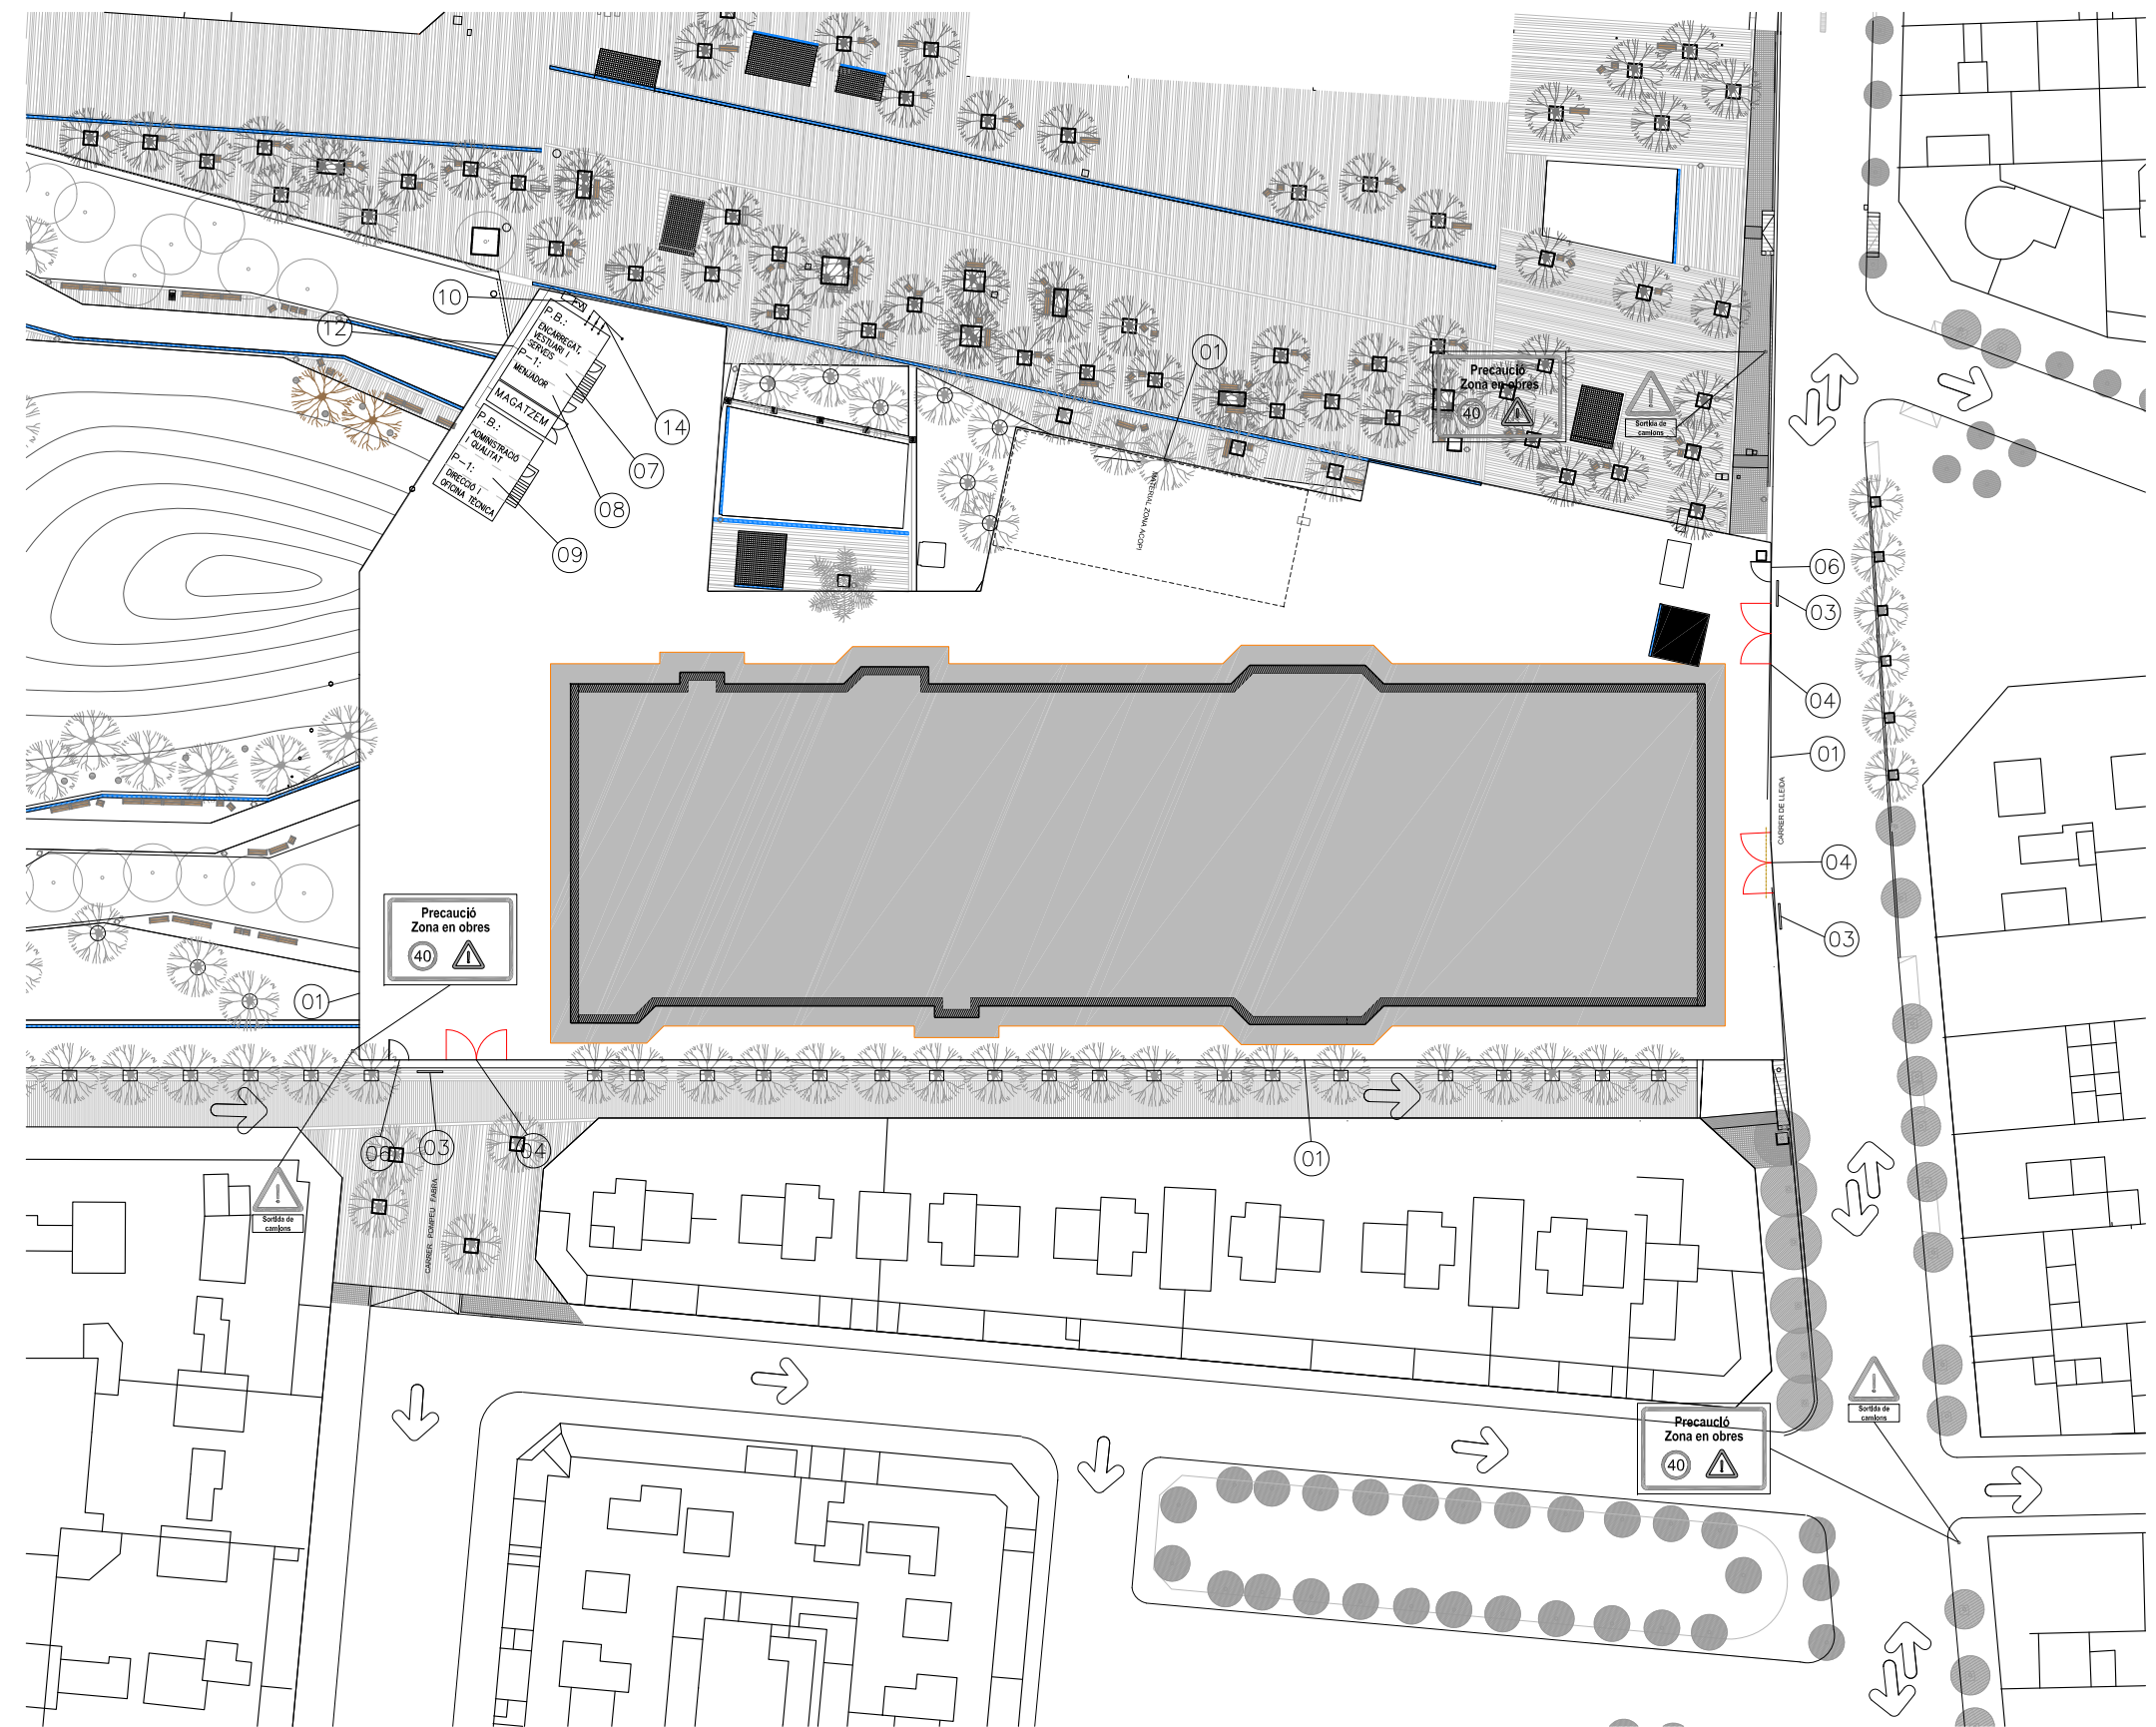 10
12
P.B.:
ENCARREGAT,
VESTUARI I
SERVEIS
P-1:
MENJADOR
MAGATZEM
P.B.:
ADMINISTRACIÓ
I QUALITAT
P-1:
DIRECCIÓ I
OFICINA TÈCNICA
14
07
08
09
01
MATERIAL ZONA ACOPI
Precaució
Zona en obres
40
Sortida de
camions
06
03
04
01
CARRER DE LLEIDA
04
03
Precaució
Zona en obres
40
01
06
03
04
01
Sortida de
camions
CARRER POMPEU FABRA
Sortida de
camions
Precaució
Zona en obres
40